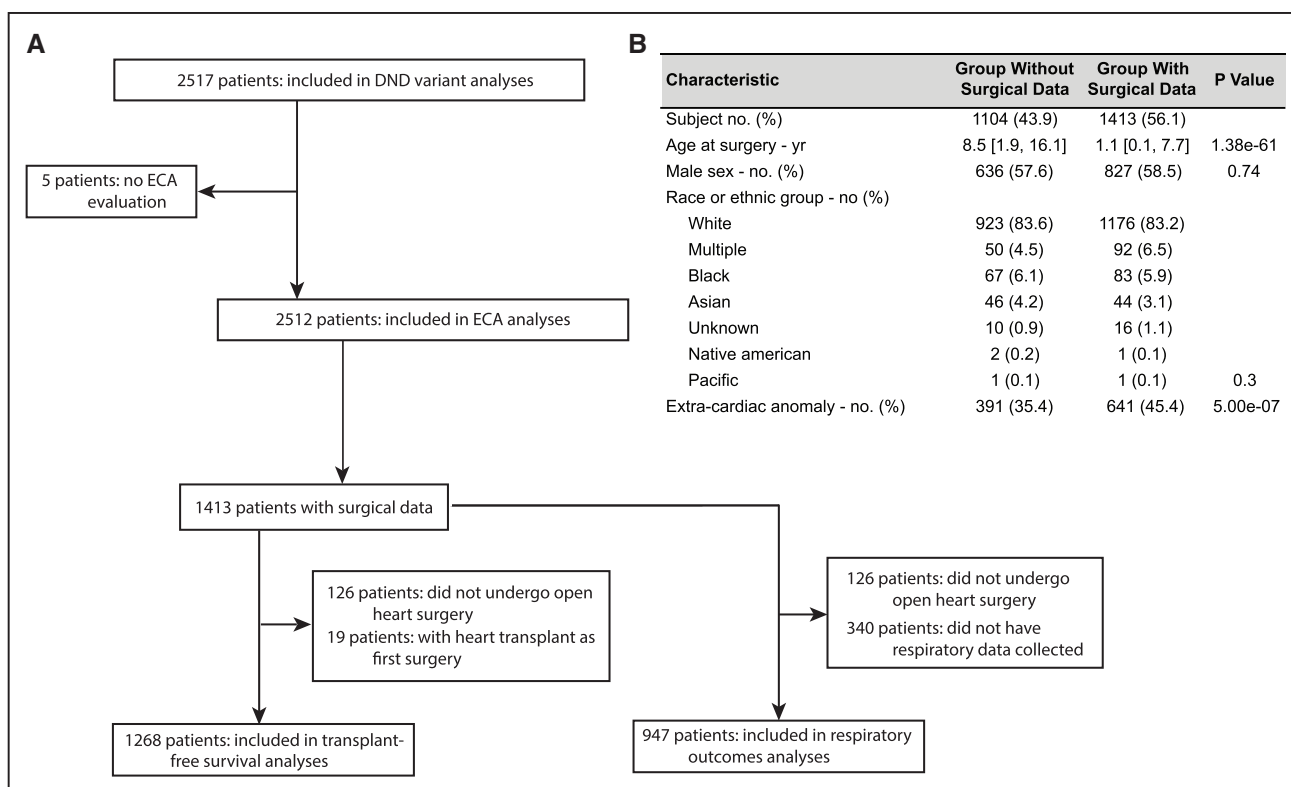 A
2517 patients: included in DND variant analyses
5 patients: no ECA
evaluation
2512 patients: included in ECA analyses
1413 patients with surgical data
126 patients: did not undergo open
heart surgery
19 patients: with heart transplant as
first surgery
126 patients: did not undergo
open heart surgery
340 patients: did not have
respiratory data collected
1268 patients: included in transplant-
free survival analyses
947 patients: included in respiratory
outcomes analyses
B
Characteristic Group Without Surgical Data Group With Surgical Data P Value
Subject no. (%) 1104 (43.9) 1413 (56.1)
Age at surgery - yr 8.5 [1.9, 16.1] 1.1 [0.1, 7.7] 1.38e-61
Male sex - no. (%) 636 (57.6) 827 (58.5) 0.74
Race or ethnic group - no (%)
White 923 (83.6) 1176 (83.2)
Multiple 50 (4.5) 92 (6.5)
Black 67 (6.1) 83 (5.9)
Asian 46 (4.2) 44 (3.1)
Unknown 10 (0.9) 16 (1.1)
Native american 2 (0.2) 1 (0.1)
Pacific 1 (0.1) 1 (0.1) 0.3
Extra-cardiac anomaly - no. (%) 391 (35.4) 641 (45.4) 5.00e-07